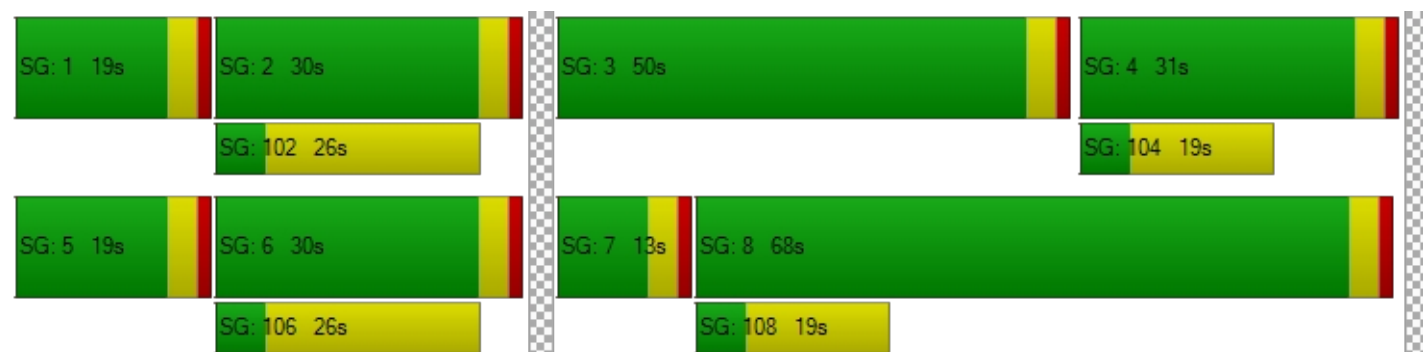 SG: 1 19s SG: 2 30s SG: 3 50s SG: 4 31s
SG: 102 26s SG: 104 19s
SG: 5 19s SG: 6 30s SG: 7 13s SG: 8 68s
SG: 106 26s SG: 108 19s